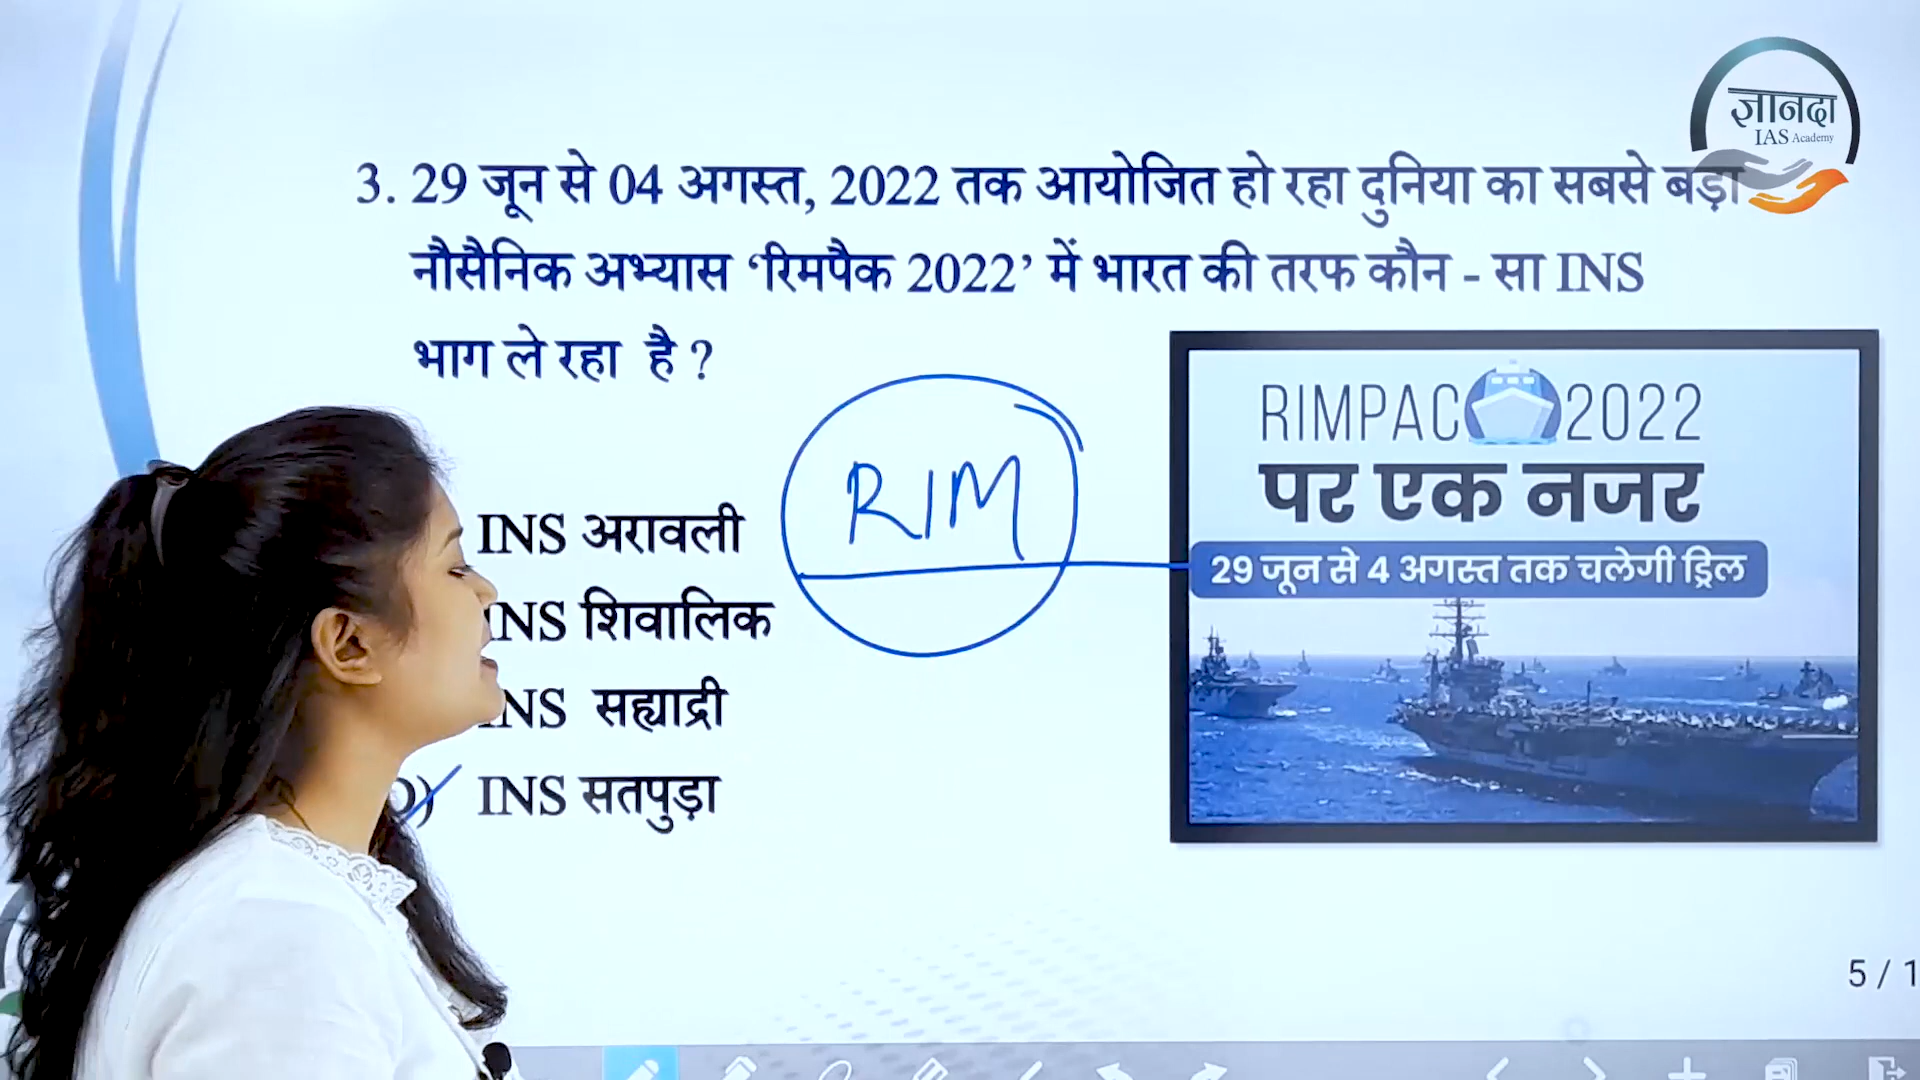 ज्ञानदा
IAS Academy
3. 29 जून से 04 अगस्त, 2022 तक आयोजित हो रहा दुनिया का सबसे बड़ा
नौसैनिक अभ्यास ‘रिमपैक 2022’ में भारत की तरफ कौन - सा INS
भाग ले रहा है ?
RIMPAC 2022
पर एक नजर
29 जून से 4 अगस्त तक चलेगी ड्रिल
RIM
INS अरावली
INS शिवालिक
INS सह्याद्री
D) INS सतपुड़ा
5 / 1